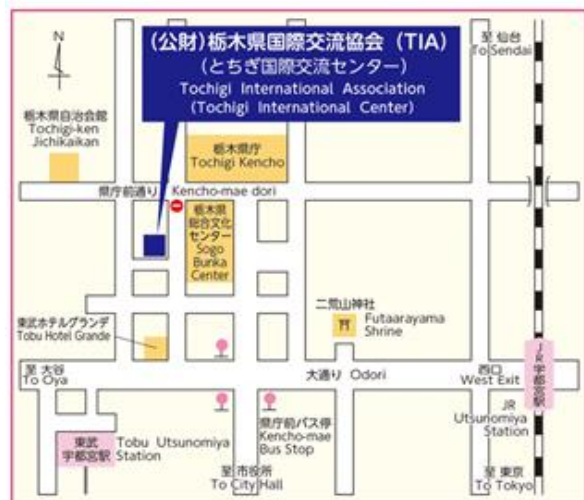 (公財)栃木県国際交流協会 (TIA)
(とちぎ国際交流センター)
Tochigi International Association
(Tochigi International Center)
N
至 仙台
To Sendai
栃木県自治会館
Tochigi-ken
Jichikaikan
栃木県庁
Tochigi Kencho
県庁前通り Kencho-mae dori
栃木県
総合文化
センター
Sogo
Bunka
Center
東武ホテルグランデ
Tobu Hotel Grande
二荒山神社
Futaarayama
Shrine
至 大谷
To Oya
大通り Odori
西口
West Exit
JR宇都宮駅
JR
Utsunomiya
Station
県庁前バス停
Kencho-mae
Bus Stop
東武
宇都宮駅
Tobu Utsunomiya
Station
至 市役所
To City Hall
至 東京
To Tokyo